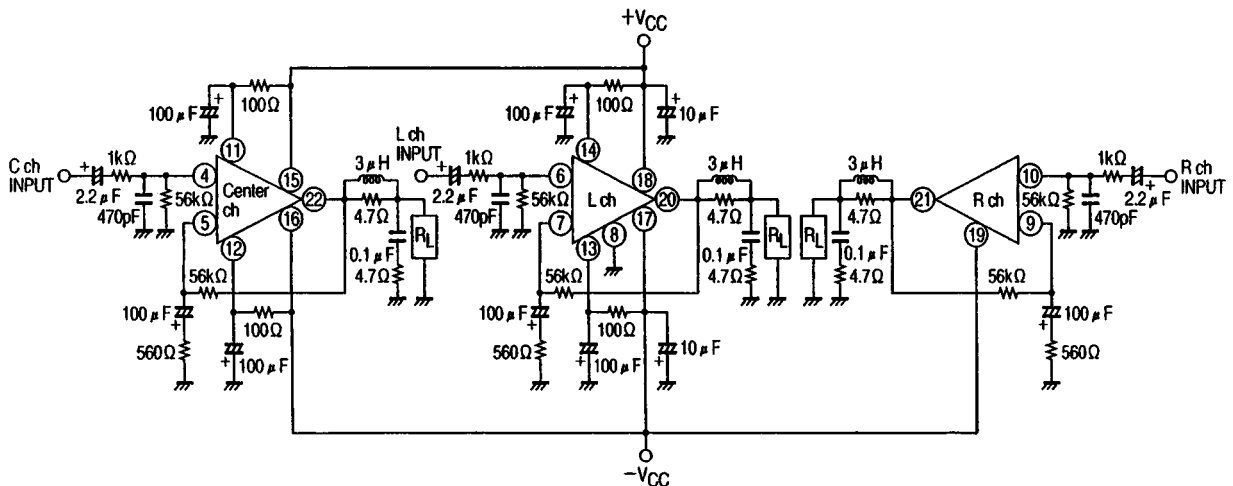 +VCC
100Ω
100Ω
100μF
100μF
10μF
11
14
C ch
INPUT
1kΩ
2.2μF
470pF
56kΩ
4
5
Center
ch
15
16
22
12
3μH
4.7Ω
0.1μF
4.7Ω
RL
56kΩ
100μF
560Ω
100Ω
100μF
L ch
INPUT
1kΩ
2.2μF
470pF
56kΩ
6
7
L ch
18
17
20
13
8
3μH
4.7Ω
0.1μF
4.7Ω
RL
56kΩ
100μF
560Ω
100Ω
100μF
10μF
3μH
4.7Ω
0.1μF
4.7Ω
RL
21
R ch
10
9
19
1kΩ
R ch
INPUT
2.2μF
470pF
56kΩ
56kΩ
100μF
560Ω
−VCC